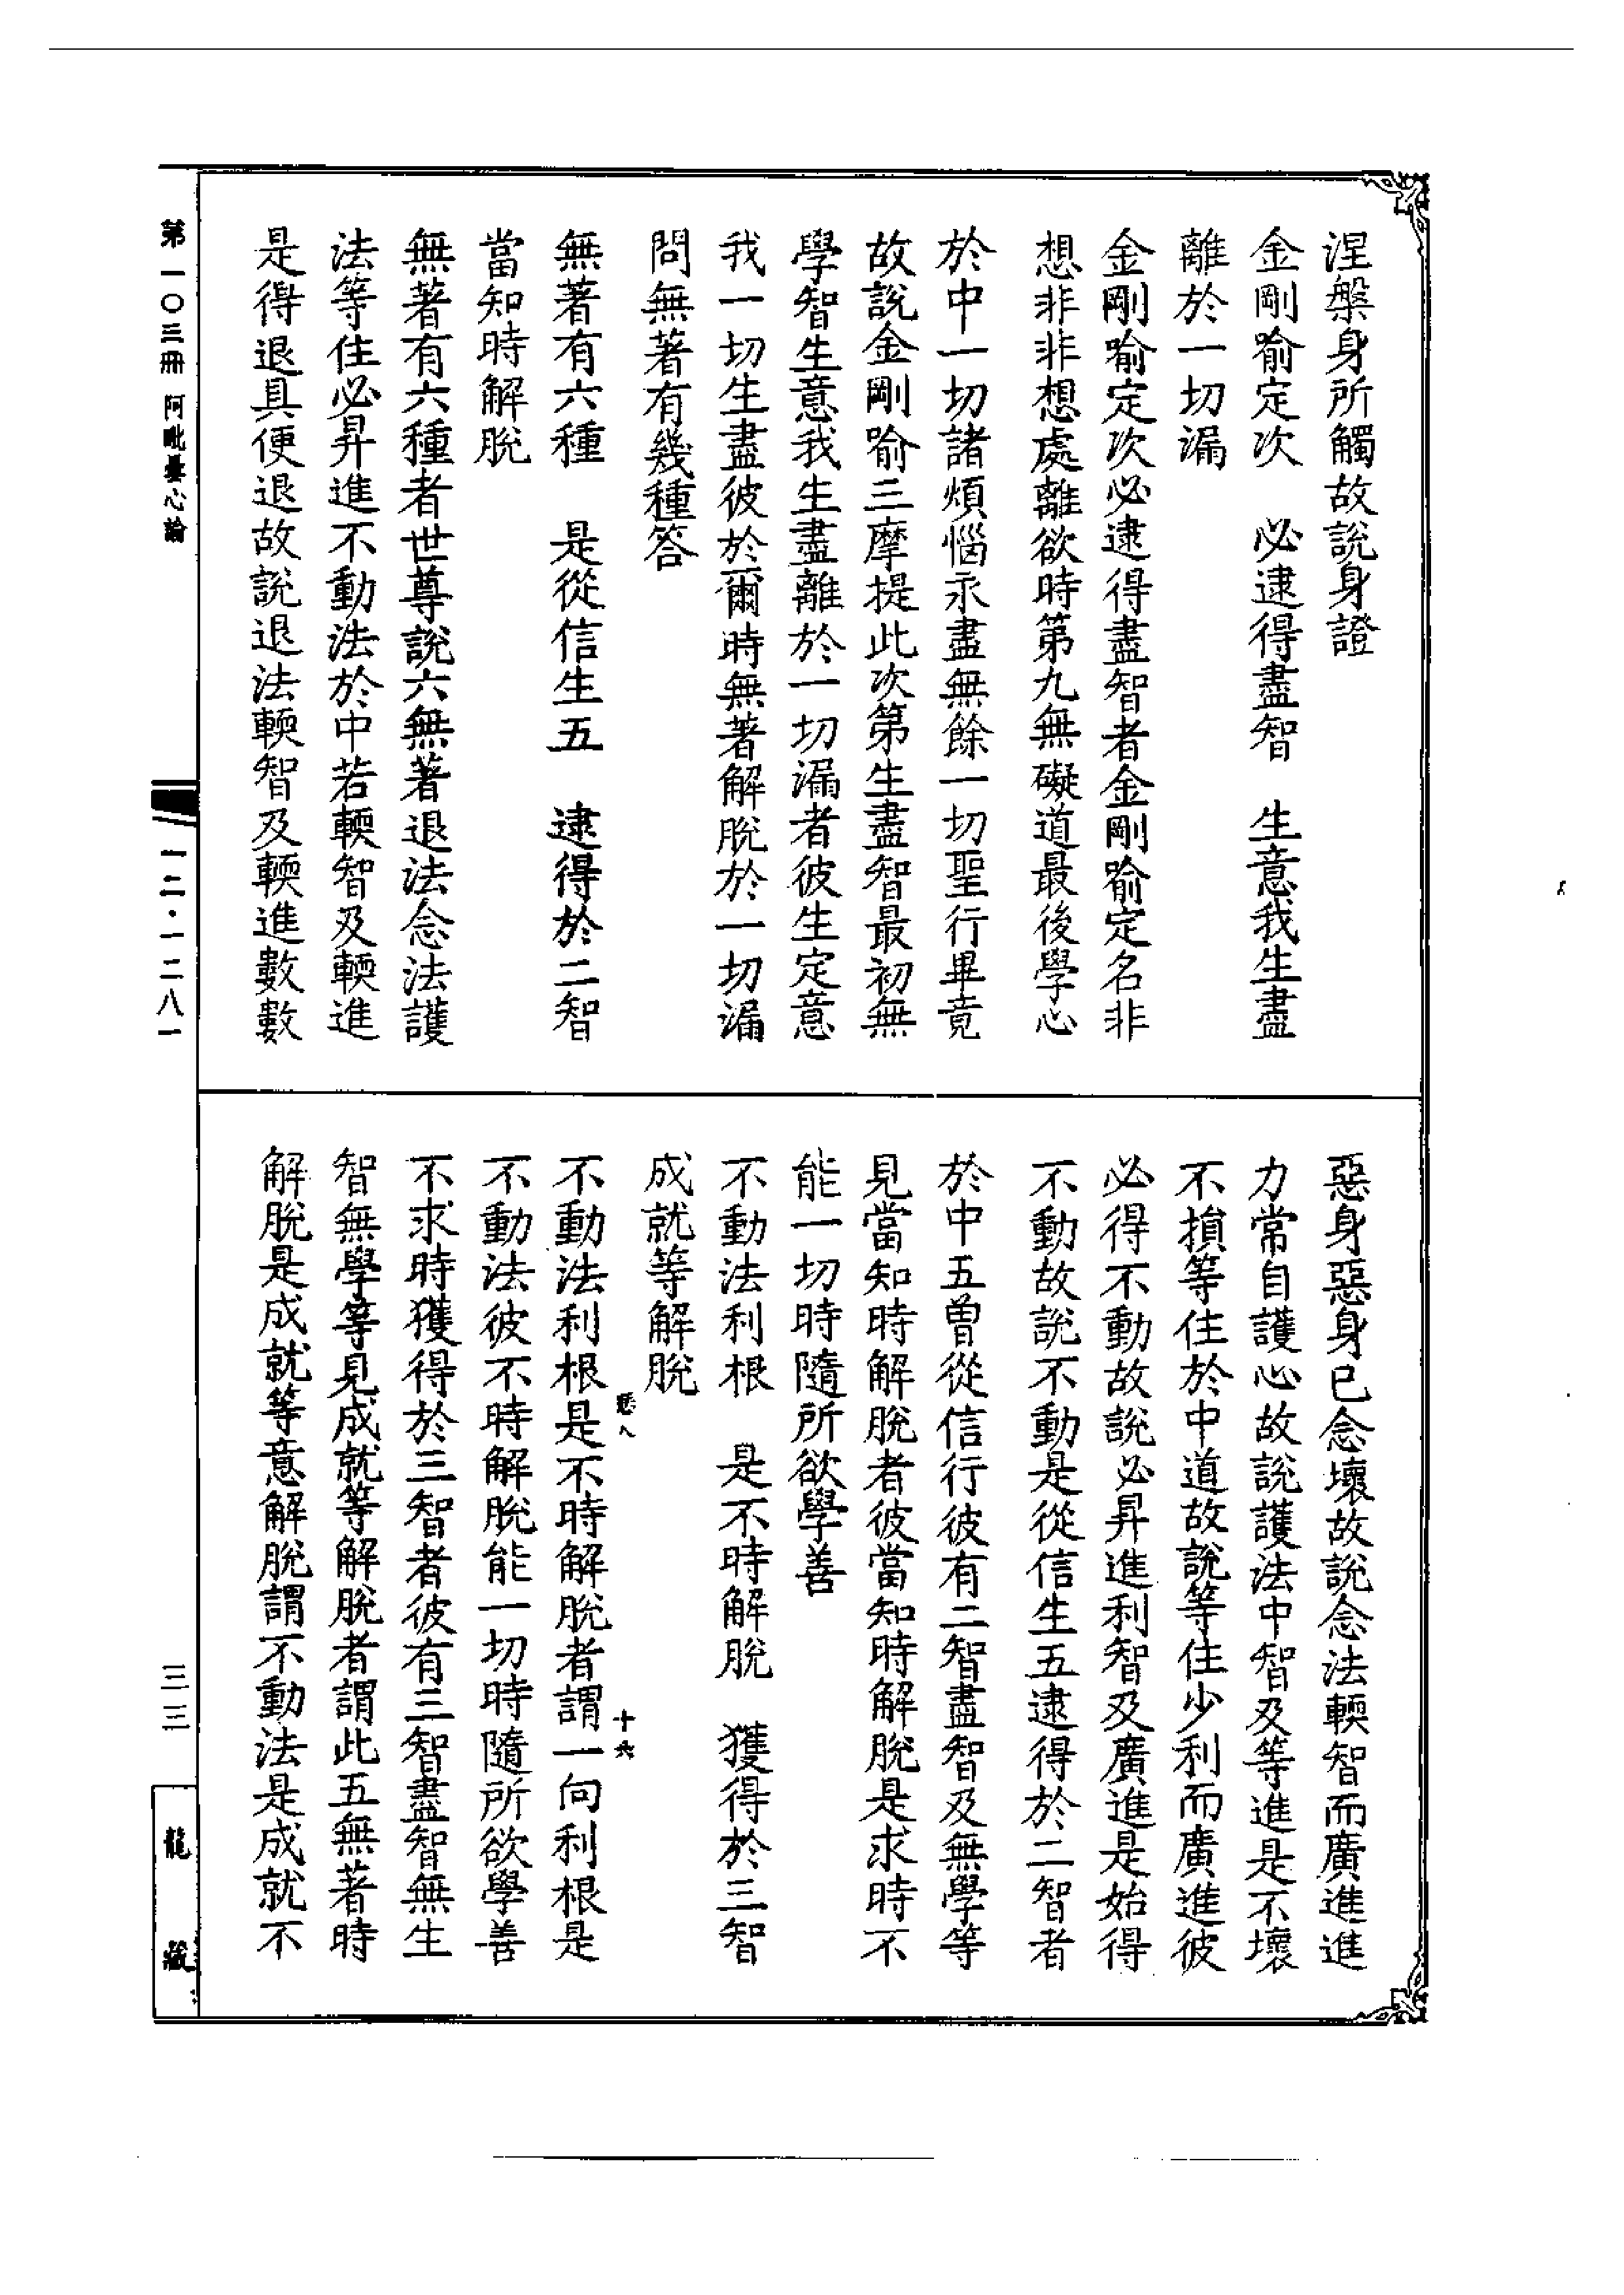 涅槃身所觸故說身證
金剛喻定次　必逮得盡智　生意我生盡
離於一切漏
金剛喻定次必逮得盡智者金剛喻定名非
想非非想處離欲時第九無礙道最後學心
於中一切諸煩惱永盡無餘一切聖行畢竟
故說金剛喻三摩提此次第生盡智最初無
學智生意我生盡離於一切漏者彼生定意
我一切生盡彼於爾時無著解脫於一切漏
問無著有幾種答
無著有六種　是從信生五　逮得於二智
當知時解脫
無著有六種者世尊說六無著退法念法護
法等住必昇進不動法於中若輭智及輭進
是得退具便退故說退法輭智及輭進數數
惡身惡身已念壞故說念法輭智而廣進進
力常自護心故說護法中智及等進是不壞
不損等住於中道故說等住少利而廣進彼
必得不動故說必昇進利智及廣進是始得
不動故說不動是從信生五逮得於二智者
於中五曾從信行彼有二智盡智及無學等
見當知時解脫者彼當知時解脫是求時不
能一切時隨所欲學善
不動法利根　是不時解脫　獲得於三智
成就等解脫
不動法利根是不時解脫者謂一向利根是
不動法彼不時解脫能一切時隨所欲學善
不求時獲得於三智者彼有三智盡智無生
智無學等見成就等解脫者謂此五無著時
解脫是成就等意解脫謂不動法是成就不
十六
第一〇三冊　阿毗曇心論
一二·一二八一
三三
龍藏